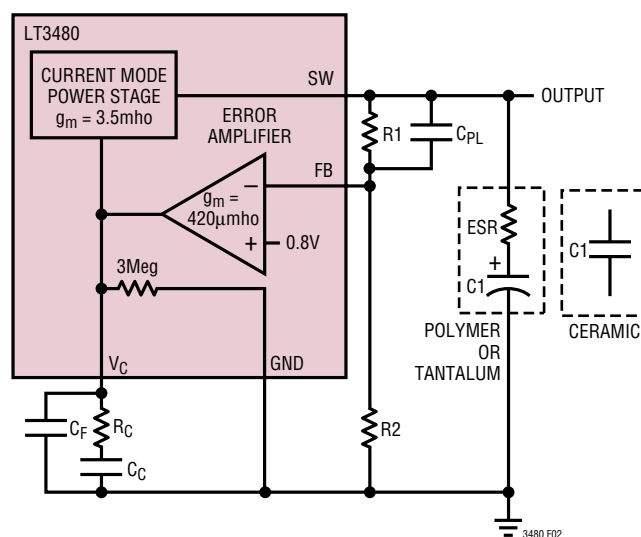 LT3480
CURRENT MODE
POWER STAGE
gm = 3.5mho
SW
OUTPUT
ERROR
AMPLIFIER
R1
CPL
FB
–
gm =
420µmho
+
0.8V
ESR
+
C1
C1
3Meg
POLYMER
OR
TANTALUM
CERAMIC
VC
GND
CF
RC
CC
R2
3480 F02